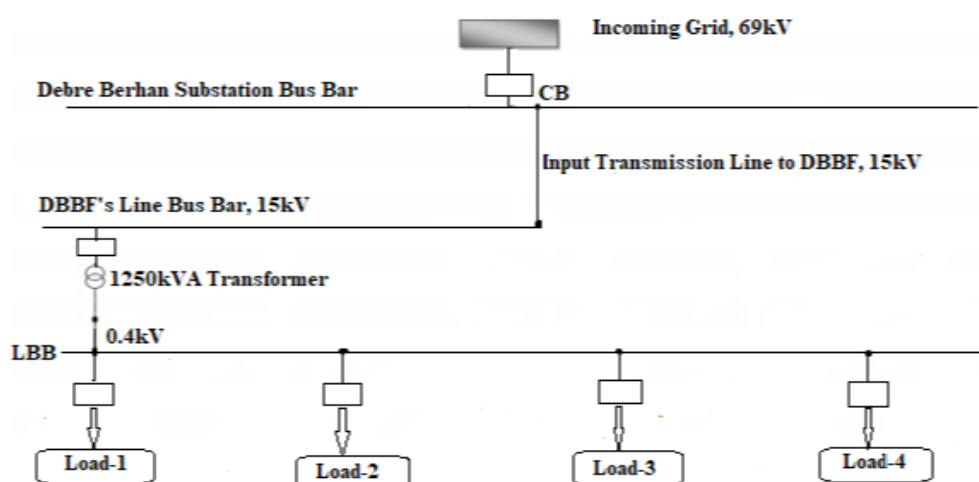 Incoming Grid, 69kV
Debre Berhan Substation Bus Bar
CB
Input Transmission Line to DBBF, 15kV
DBBF's Line Bus Bar, 15kV
1250kVA Transformer
0.4kV
LBB
Load-1
Load-2
Load-3
Load-4